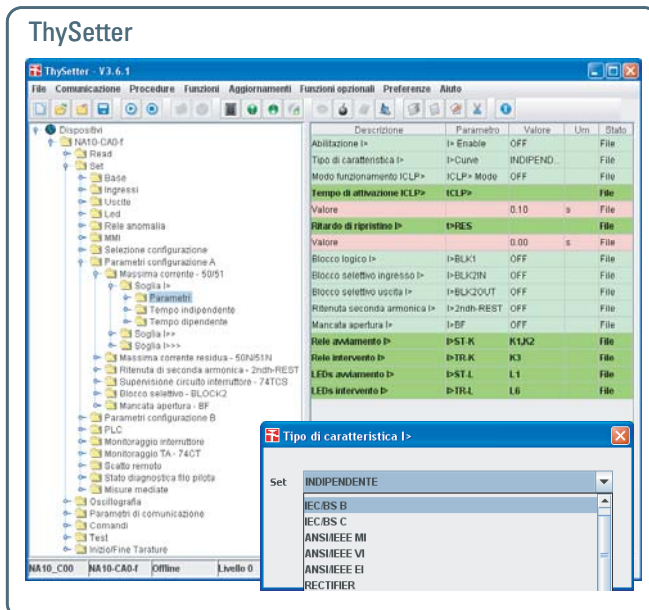 ThySetter
ThySetter - V3.6.1
File Comunicazione Procedure Funzioni Aggiornamenti Funzioni opzionali Preferenze Aiuto
Dispositivi
NA10-CA0-f
Read
Set
Base
Ingressi
Uscite
Led
Rele anomalia
MMI
Selezione configurazione
Parametri configurazione A
Massima corrente - 50/51
Soglia I>
Parametri
Tempo indipendente
Tempo dipendente
Soglia I>>
Soglia I>>>
Massima corrente residua - 50N/51N
Ritenuta di seconda armonica - 2ndh-REST
Supervisione circuito interruttore - 74TCS
Blocco selettivo - BLOCK2
Mancata apertura - BF
Parametri configurazione B
PLC
Monitoraggio interruttore
Monitoraggio TA - 74CT
Scatto remoto
Stato diagnostica filo pilota
Misure mediate
Oscillografia
Parametri di comunicazione
Comandi
Test
Inizio/Fine Tarature
NA10_C00 NA10-CA0-f Offline Livello 0
Descrizione Parametro Valore Um Stato
Abilitazione I> I> Enable OFF File
Tipo di caratteristica I> I>Curve INDIPEND... File
Modo funzionamento ICLP> ICLP> Mode OFF File
Tempo di attivazione ICLP> tCLP> File
Valore 0.10 s File
Ritardo di ripristino I> t>RES File
Valore 0.00 s File
Blocco logico I> I>BLK1 OFF File
Blocco selettivo ingresso I> I>BLK2IN OFF File
Blocco selettivo uscita I> I>BLK2OUT OFF File
Ritenuta seconda armonica I> I>2ndh-REST OFF File
Mancata apertura I> I>BF OFF File
Rele avviamento I> I>ST-K K1,K2 File
Rele intervento I> I>TR-K K3 File
LEDs avviamento I> I>ST-L L1 File
LEDs intervento I> I>TR-L L6 File
Tipo di caratteristica I>
Set INDIPENDENTE
IEC/BS B
IEC/BS C
ANSI/IEEE MI
ANSI/IEEE VI
ANSI/IEEE EI
RECTIFIER